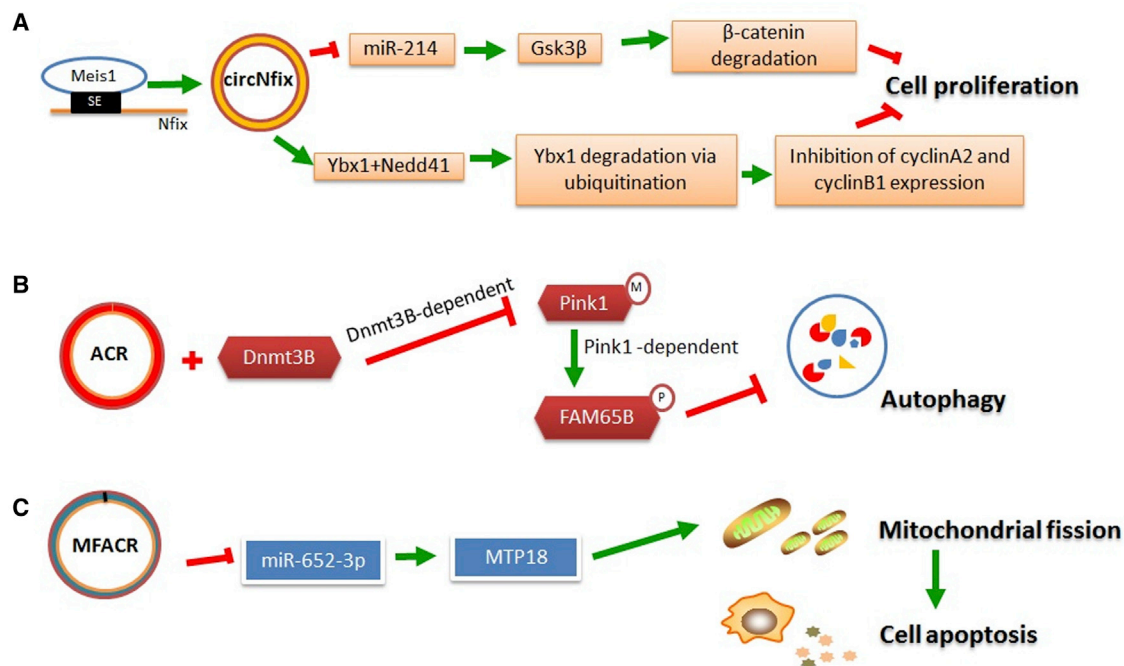 A
Meis1
SE
Nfix
circNfix
miR-214
Gsk3β
β-catenin
degradation
Cell proliferation
Ybx1+Nedd41
Ybx1 degradation via
ubiquitination
Inhibition of cyclinA2 and
cyclinB1 expression
B
ACR
+
Dnmt3B
Dnmt3B-dependent
Pink1
M
Pink1 -dependent
FAM65B
P
Autophagy
C
MFACR
miR-652-3p
MTP18
Mitochondrial fission
Cell apoptosis